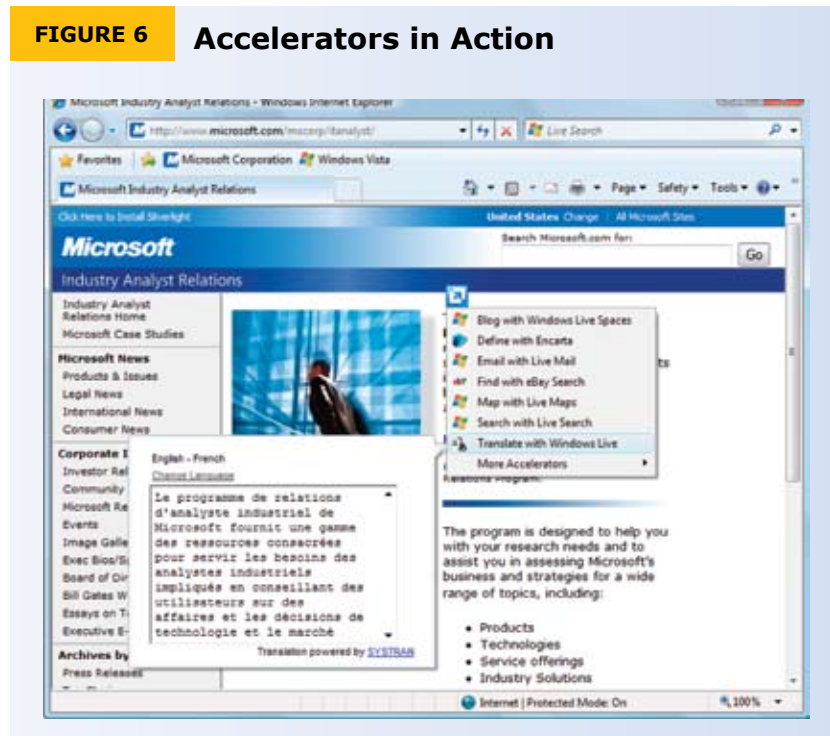 FIGURE 6
Accelerators in Action
Microsoft Industry Analyst Relations - Windows Internet Explorer
http://www.microsoft.com/mscorp/itanalyst/
Live Search
Favorites
Microsoft Corporation
Windows Vista
Microsoft Industry Analyst Relations
Page
Safety
Tools
Click Here to Install Silverlight
United States Change | All Microsoft Sites
Microsoft
Search Microsoft.com for:
Go
Industry Analyst Relations
Industry Analyst
Relations Home
Microsoft Case Studies
Microsoft News
Products & Issues
Legal News
International News
Consumer News
Corporate I
Investor Rel
Community
Microsoft Re
Events
Image Galle
Exec Bios/S
Board of Dir
Bill Gates W
Essays on T
Executive E-
Archives by
Press Releases
Blog with Windows Live Spaces
Define with Encarta
Email with Live Mail
Find with eBay Search
Map with Live Maps
Search with Live Search
Translate with Windows Live
More Accelerators
ts
Relations Program.
English - French
Change Language
Le programme de relations
d'analyste industriel de
Microsoft fournit une gamme
des ressources consacrées
pour servir les besoins des
analystes industriels
impliqués en conseillant des
utilisateurs sur des
affaires et les décisions de
technologie et le marché
Translation powered by SYSTRAN
The program is designed to help you
with your research needs and to
assist you in assessing Microsoft's
business and strategies for a wide
range of topics, including:
• Products
• Technologies
• Service offerings
• Industry Solutions
Internet | Protected Mode: On
100%